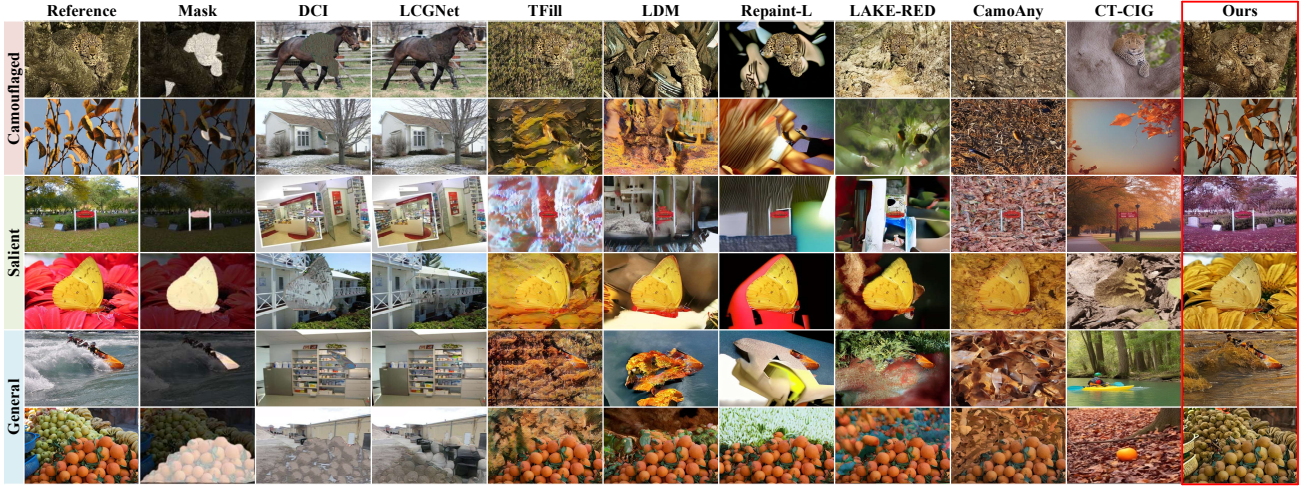 Reference Mask DCI LCGNet TFill LDM Repaint-L LAKE-RED CamoAny CT-CIG Ours
Camouflaged
Salient
General